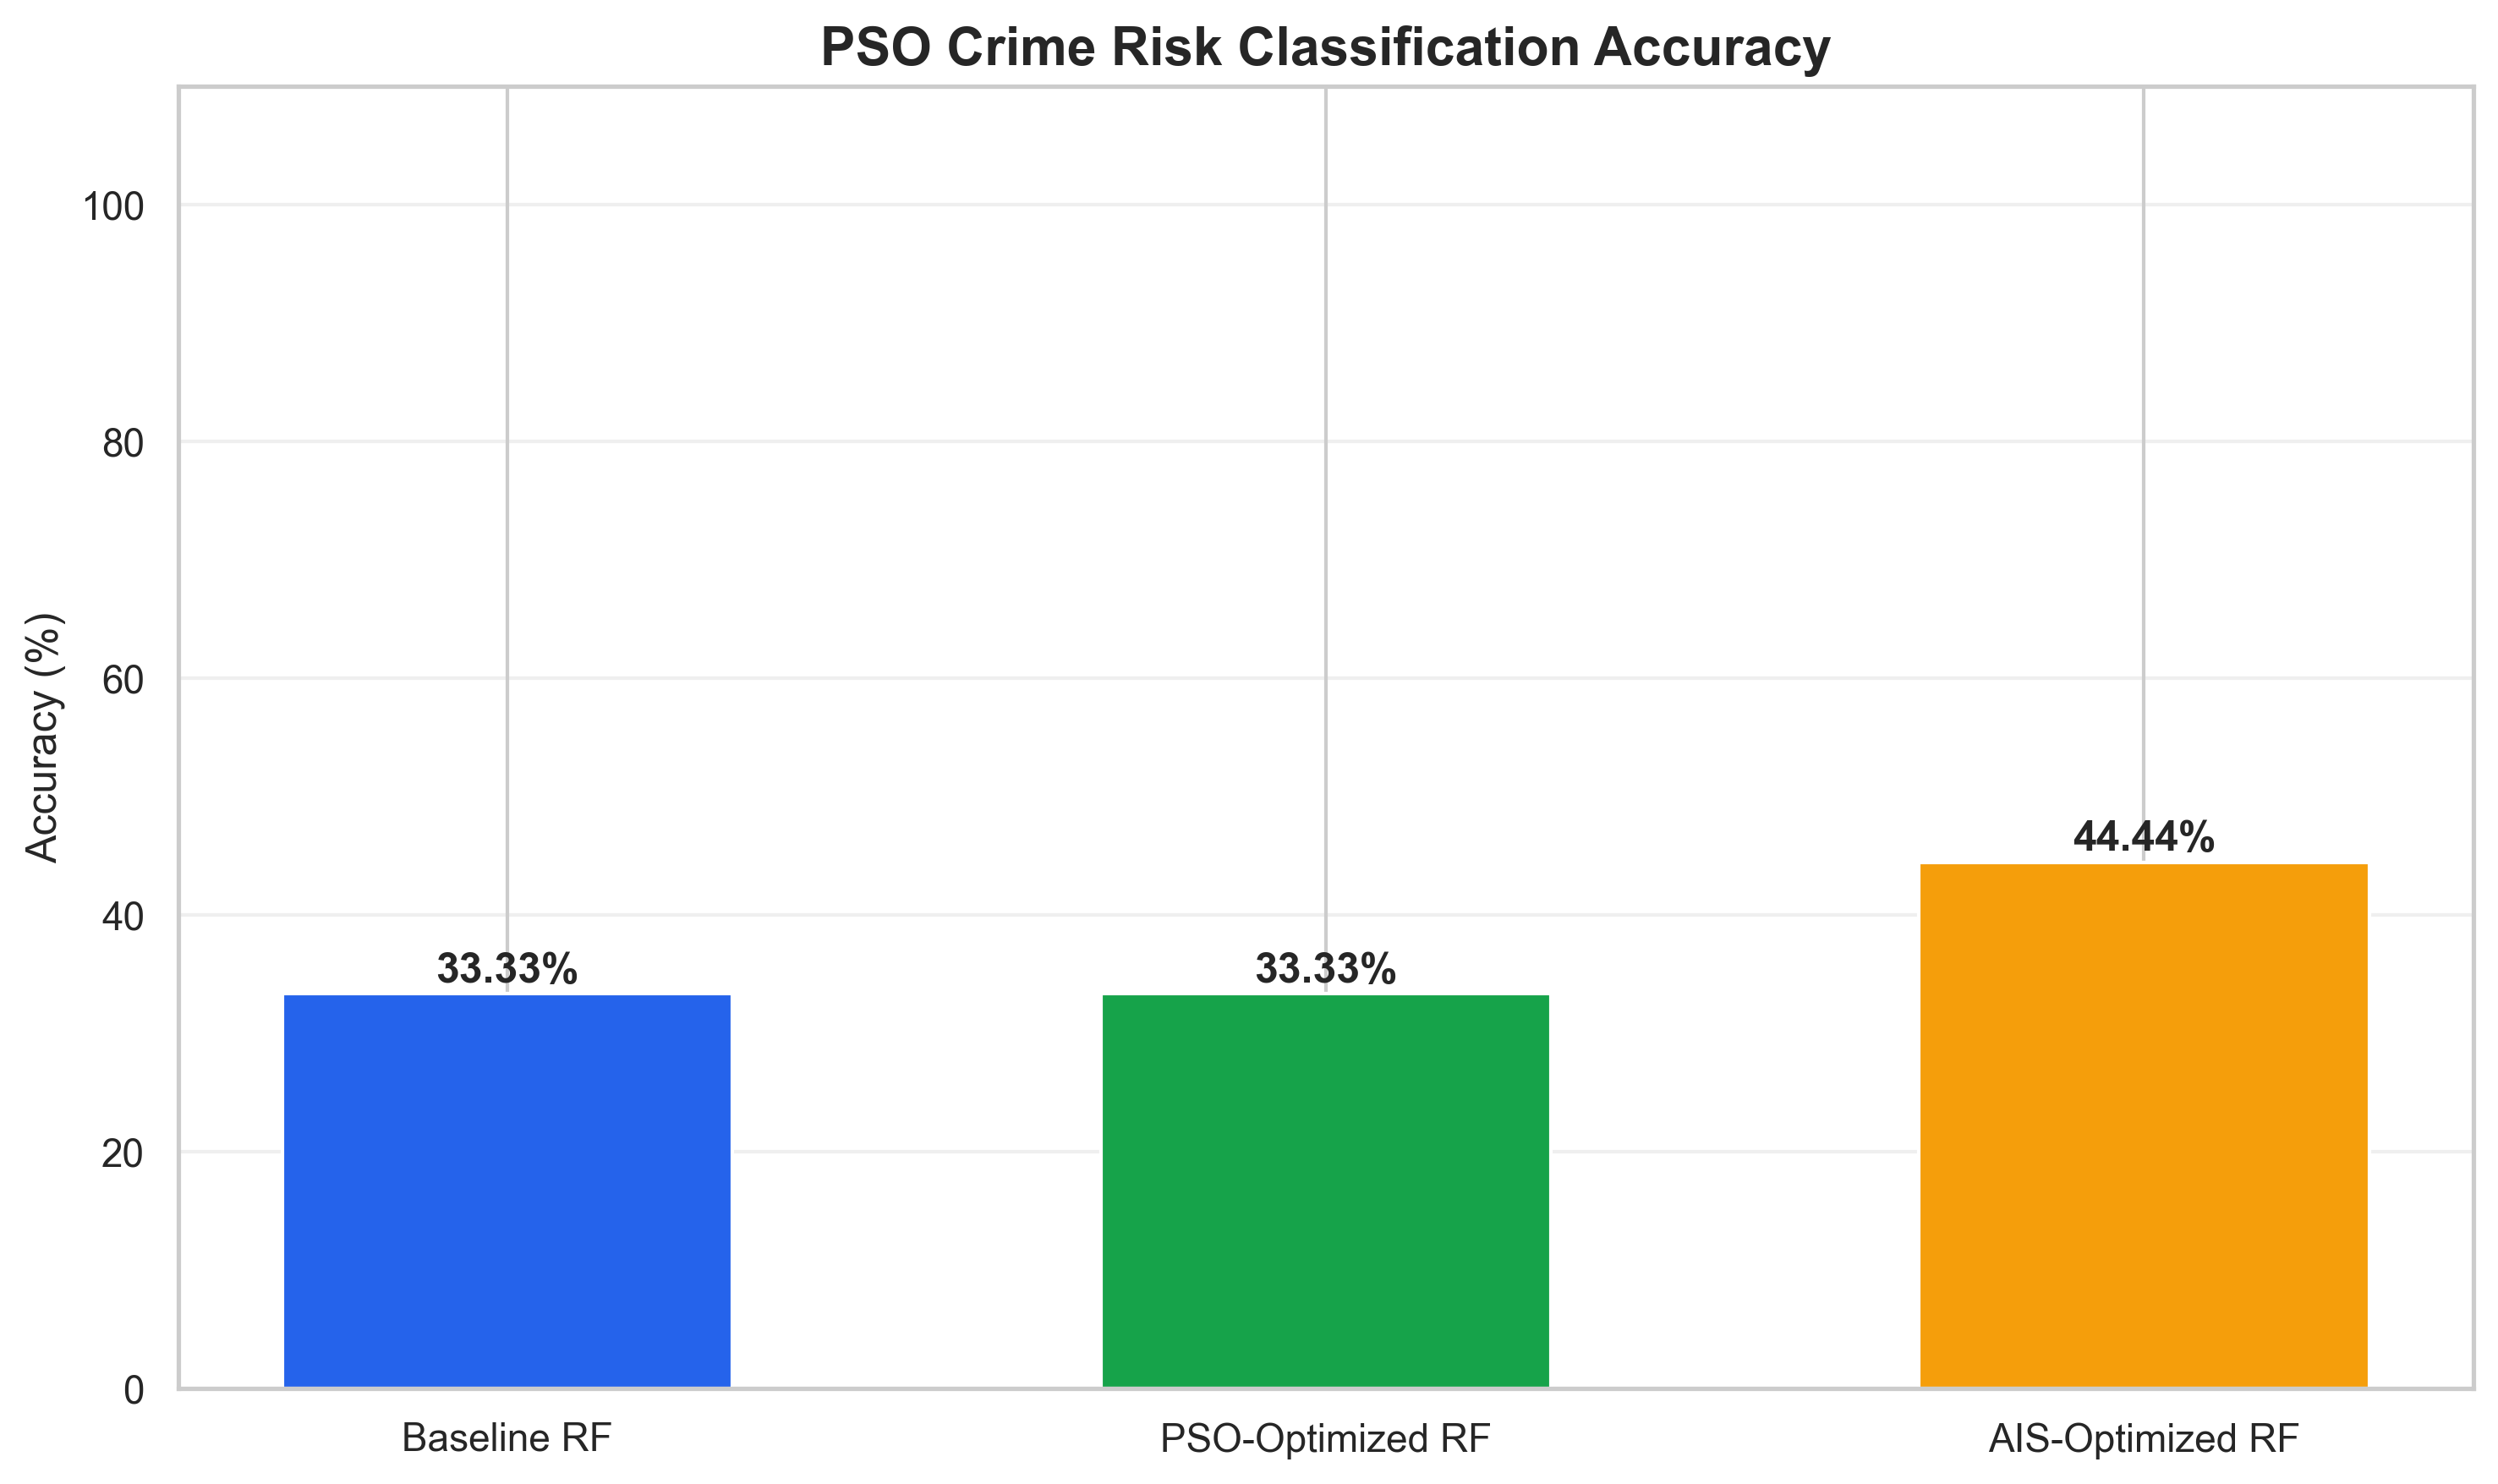 PSO Crime Risk Classification Accuracy
Accuracy (%)
100
80
60
40
20
0
33.33%
33.33%
44.44%
Baseline RF
PSO-Optimized RF
AIS-Optimized RF